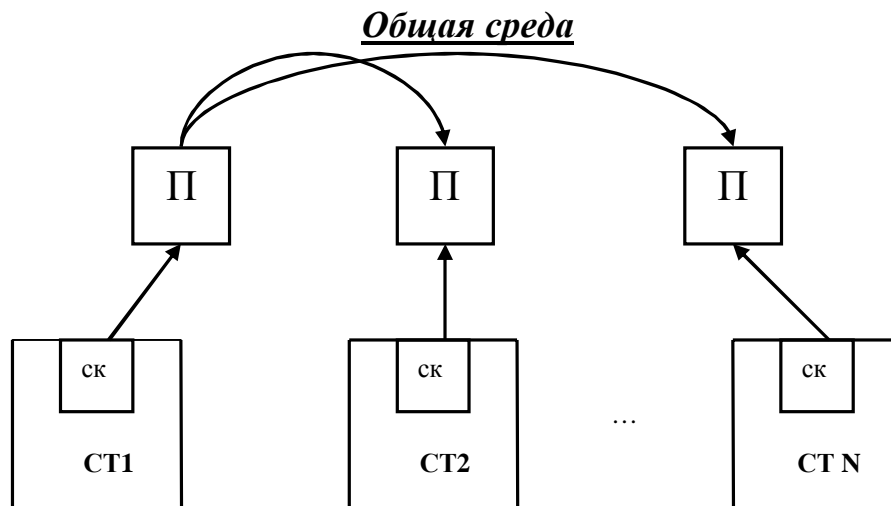 Общая среда
П П П
ск ск ск
...
СТ1 СТ2 СТ N